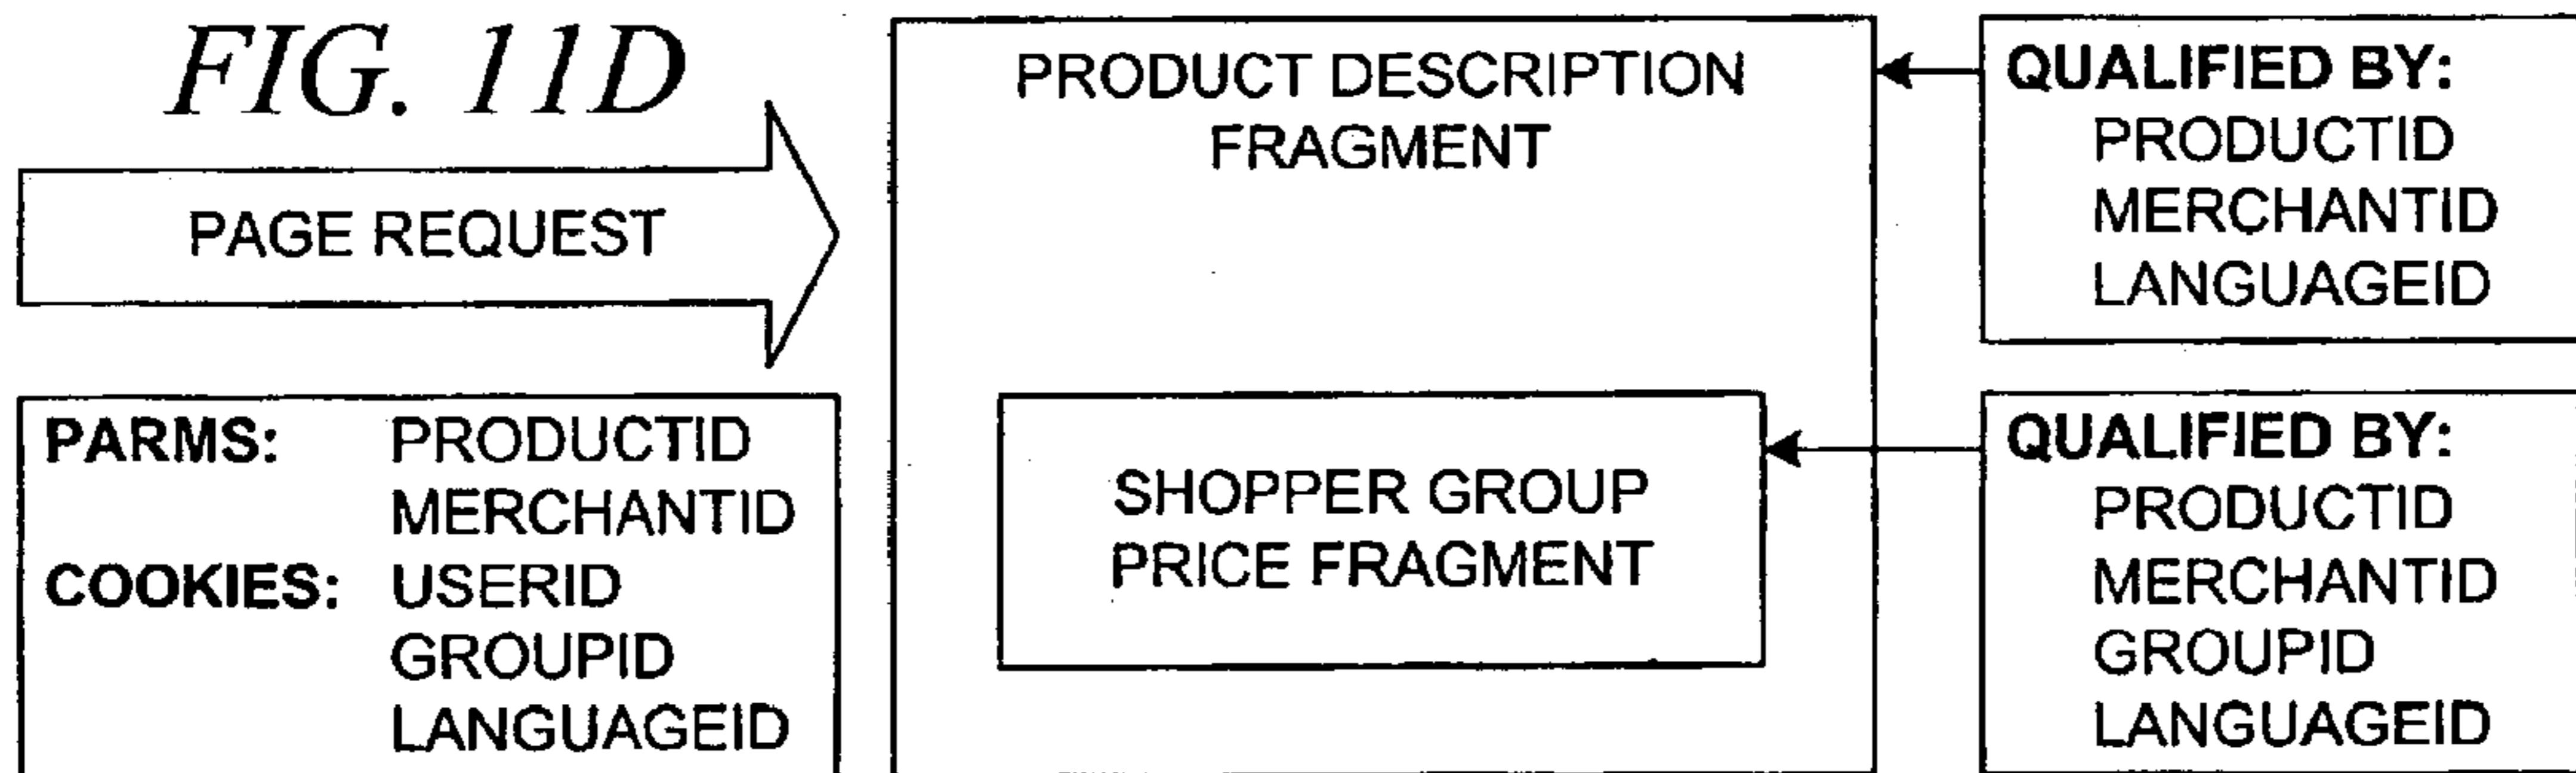 FIG. 11D
PAGE REQUEST
PARMS: PRODUCTID
MERCHANTID
COOKIES: USERID
GROUPID
LANGUAGEID
PRODUCT DESCRIPTION
FRAGMENT
SHOPPER GROUP
PRICE FRAGMENT
QUALIFIED BY:
PRODUCTID
MERCHANTID
LANGUAGEID
QUALIFIED BY:
PRODUCTID
MERCHANTID
GROUPID
LANGUAGEID